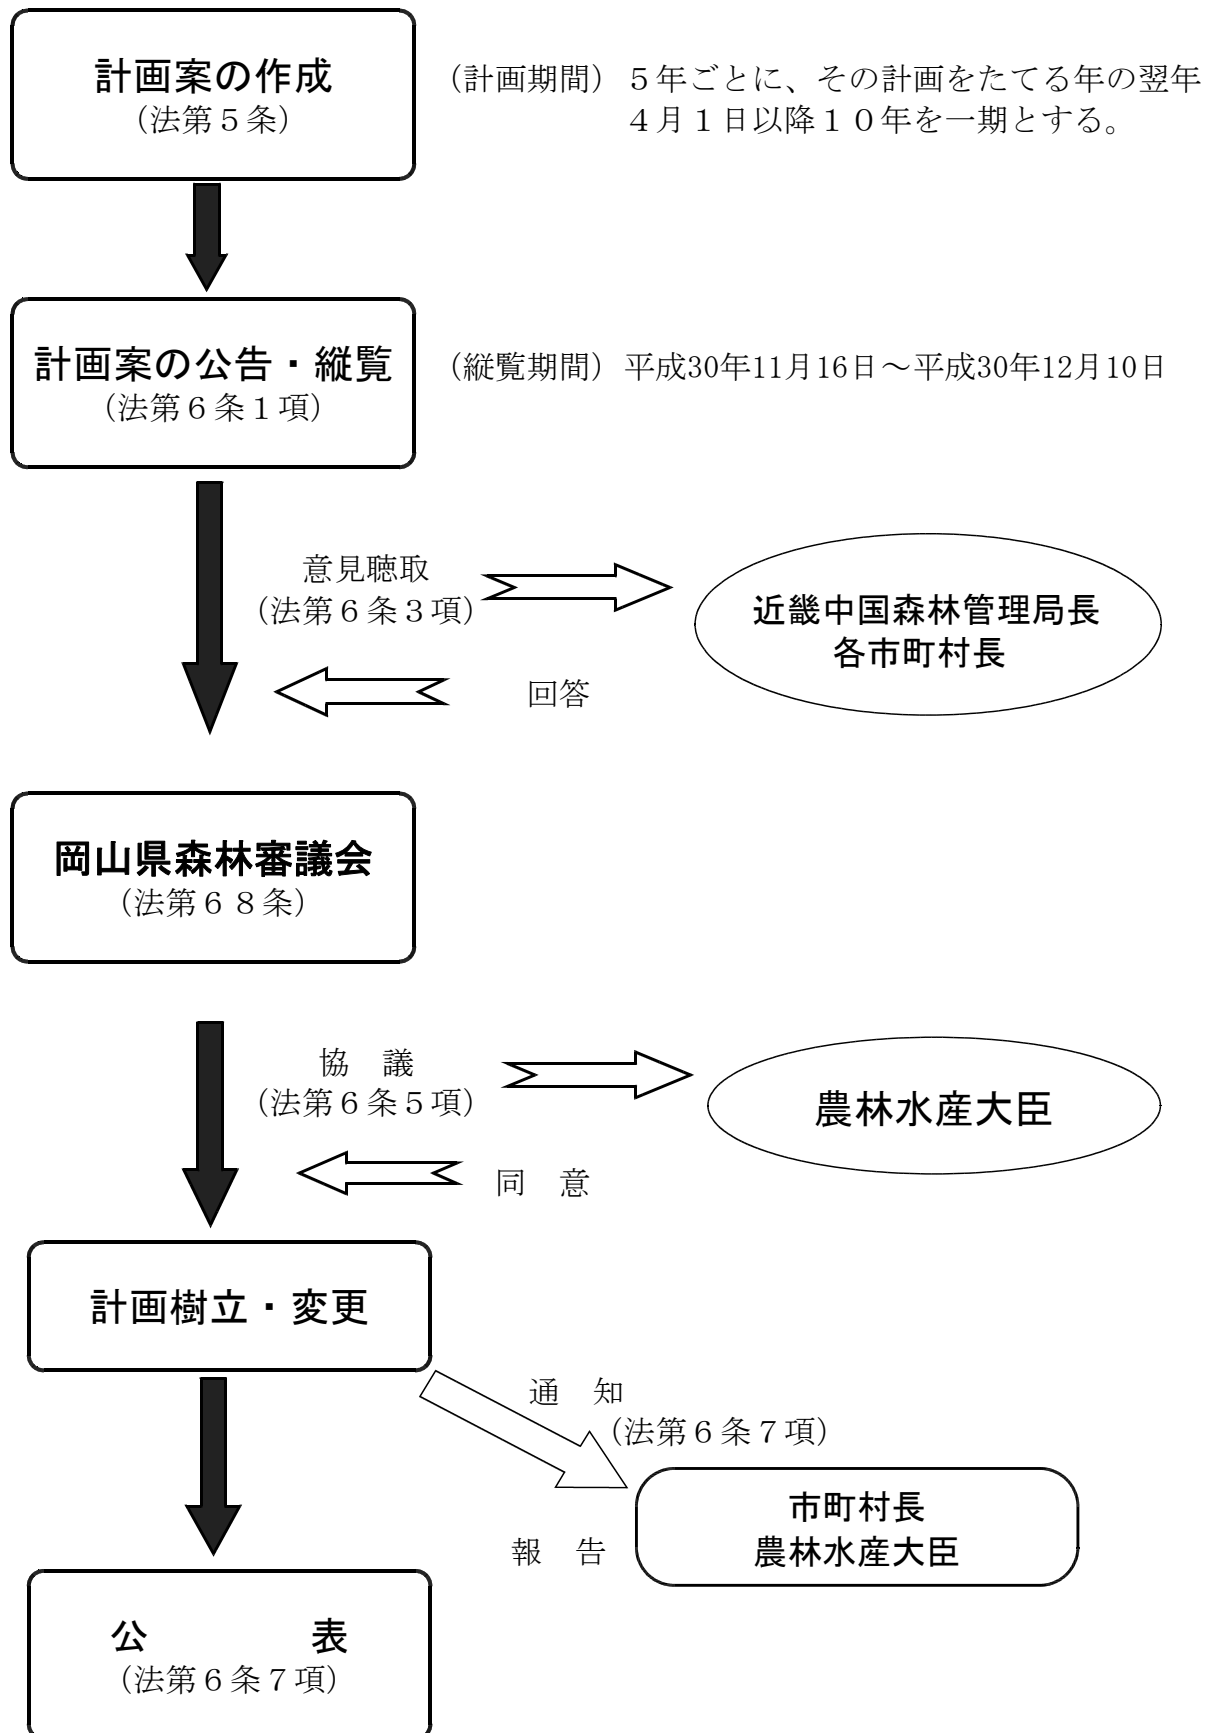 計画案の作成
（法第５条）
（計画期間）５年ごとに、その計画をたてる年の翌年
４月１日以降１０年を一期とする。
計画案の公告・縦覧
（法第６条１項）
（縦覧期間）平成30年11月16日～平成30年12月10日
意見聴取
（法第６条３項）
近畿中国森林管理局長
各市町村長
回答
岡山県森林審議会
（法第６８条）
協　議
（法第６条５項）
農林水産大臣
同　意
計画樹立・変更
通　知
（法第６条７項）
市町村長
報　告
農林水産大臣
公　　　　表
（法第６条７項）